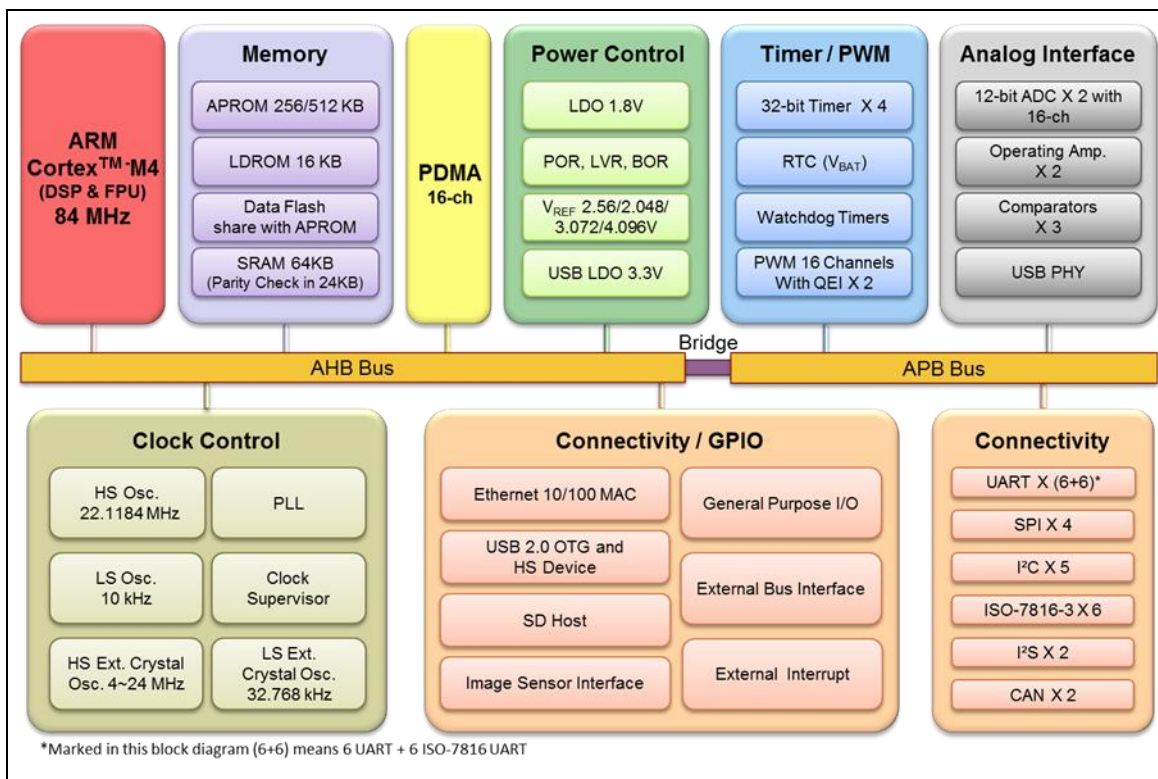 ARM
Cortex™-M4
(DSP & FPU)
84 MHz
Memory
APROM 256/512 KB
LDROM 16 KB
Data Flash
share with APROM
SRAM 64KB
(Parity Check in 24KB)
PDMA
16-ch
Power Control
LDO 1.8V
POR, LVR, BOR
VREF 2.56/2.048/
3.072/4.096V
USB LDO 3.3V
Timer / PWM
32-bit Timer X 4
RTC (VBAT)
Watchdog Timers
PWM 16 Channels
With QEI X 2
Analog Interface
12-bit ADC X 2 with
16-ch
Operating Amp.
X 2
Comparators
X 3
USB PHY
AHB Bus
Bridge
APB Bus
Clock Control
HS Osc.
22.1184 MHz
PLL
LS Osc.
10 kHz
Clock
Supervisor
HS Ext. Crystal
Osc. 4~24 MHz
LS Ext.
Crystal Osc.
32.768 kHz
Connectivity / GPIO
Ethernet 10/100 MAC
USB 2.0 OTG and
HS Device
SD Host
Image Sensor Interface
General Purpose I/O
External Bus Interface
External Interrupt
Connectivity
UART X (6+6)*
SPI X 4
I²C X 5
ISO-7816-3 X 6
I²S X 2
CAN X 2
*Marked in this block diagram (6+6) means 6 UART + 6 ISO-7816 UART